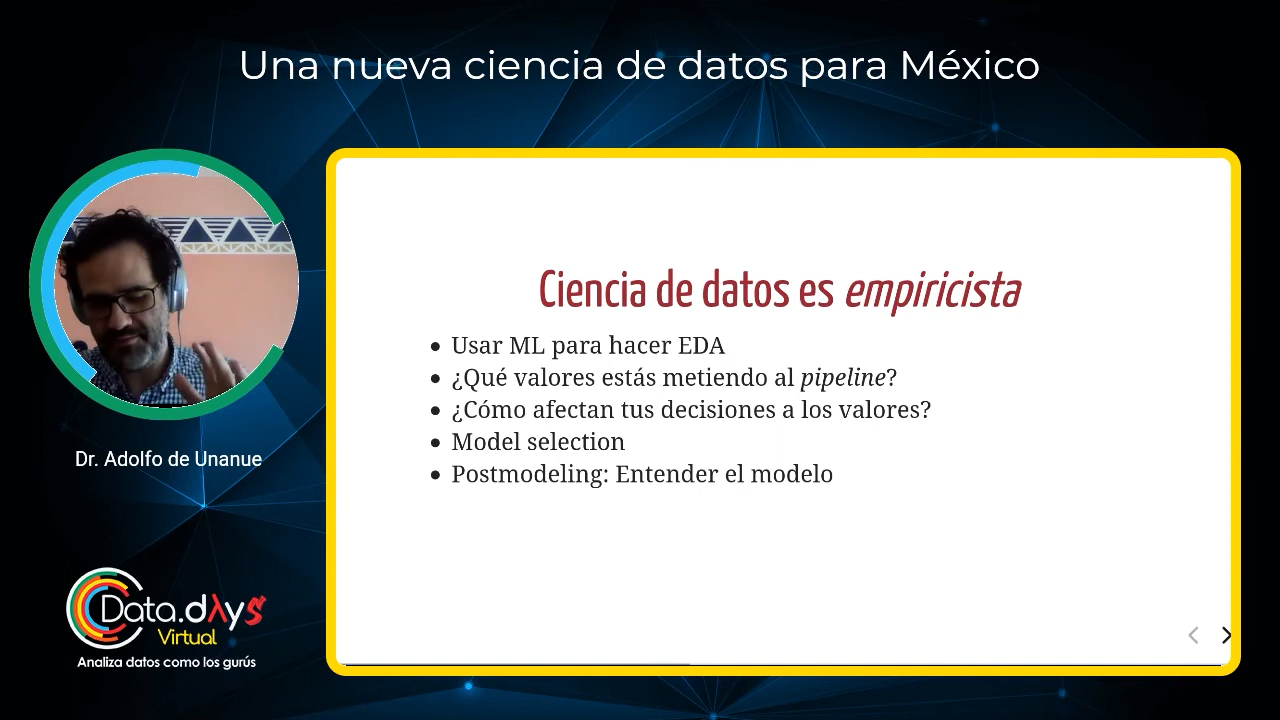 Una nueva ciencia de datos para México
Ciencia de datos es empiricista
• Usar ML para hacer EDA
• ¿Qué valores estás metiendo al pipeline?
• ¿Cómo afectan tus decisiones a los valores?
• Model selection
• Postmodeling: Entender el modelo
Dr. Adolfo de Unanue
Data.dλys
Virtual
Analiza datos como los gurús